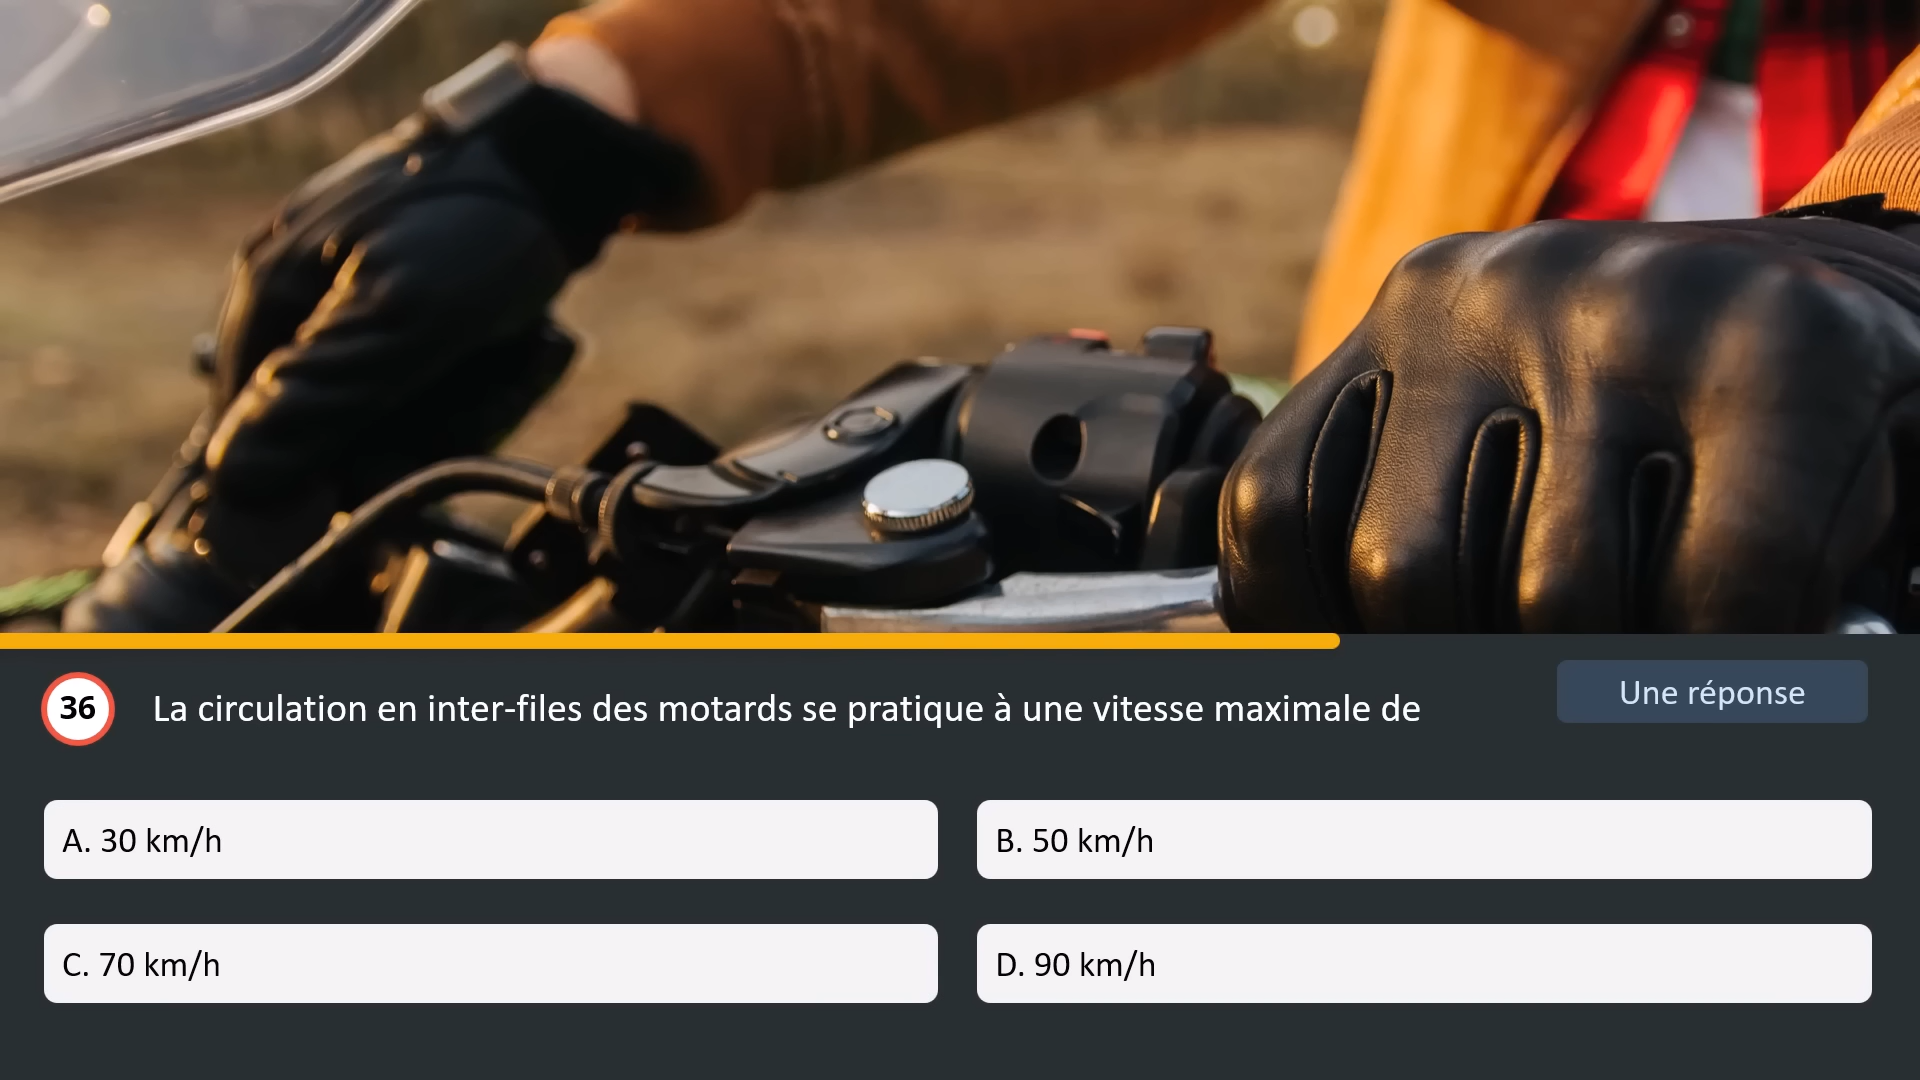 36
La circulation en inter-files des motards se pratique à une vitesse maximale de
Une réponse
A. 30 km/h
B. 50 km/h
C. 70 km/h
D. 90 km/h